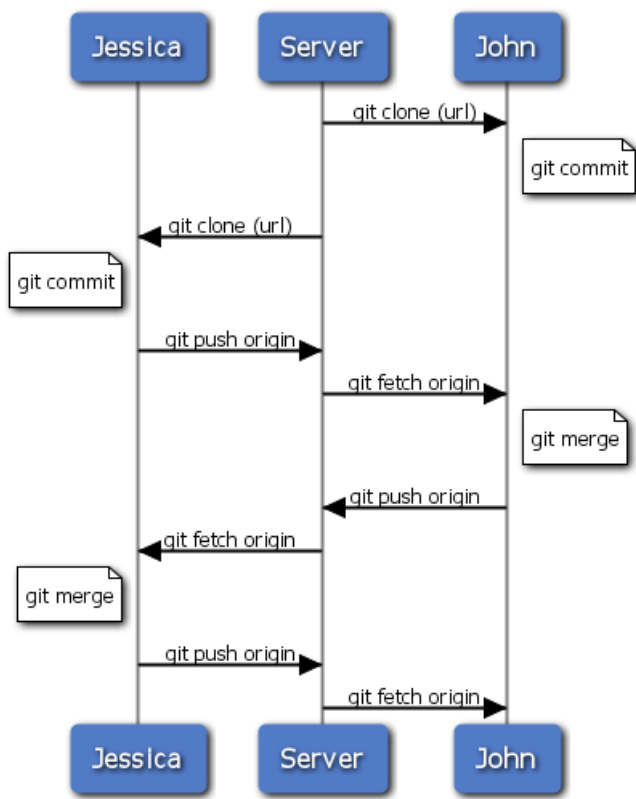 Jessica
Server
John
git clone (url)
git commit
git clone (url)
git commit
git push origin
git fetch origin
git merge
git push origin
git fetch origin
git merge
git push origin
git fetch origin
Jessica
Server
John